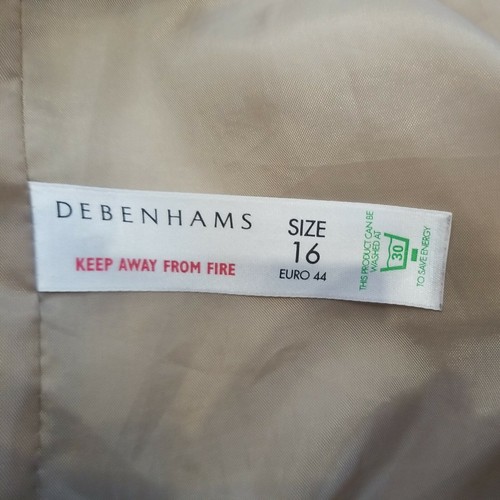 DEBENHAMS
KEEP AWAY FROM FIRE
SIZE
16
EURO 44
THIS PRODUCT CAN BE
WASHED AT
30
TO SAVE ENERGY